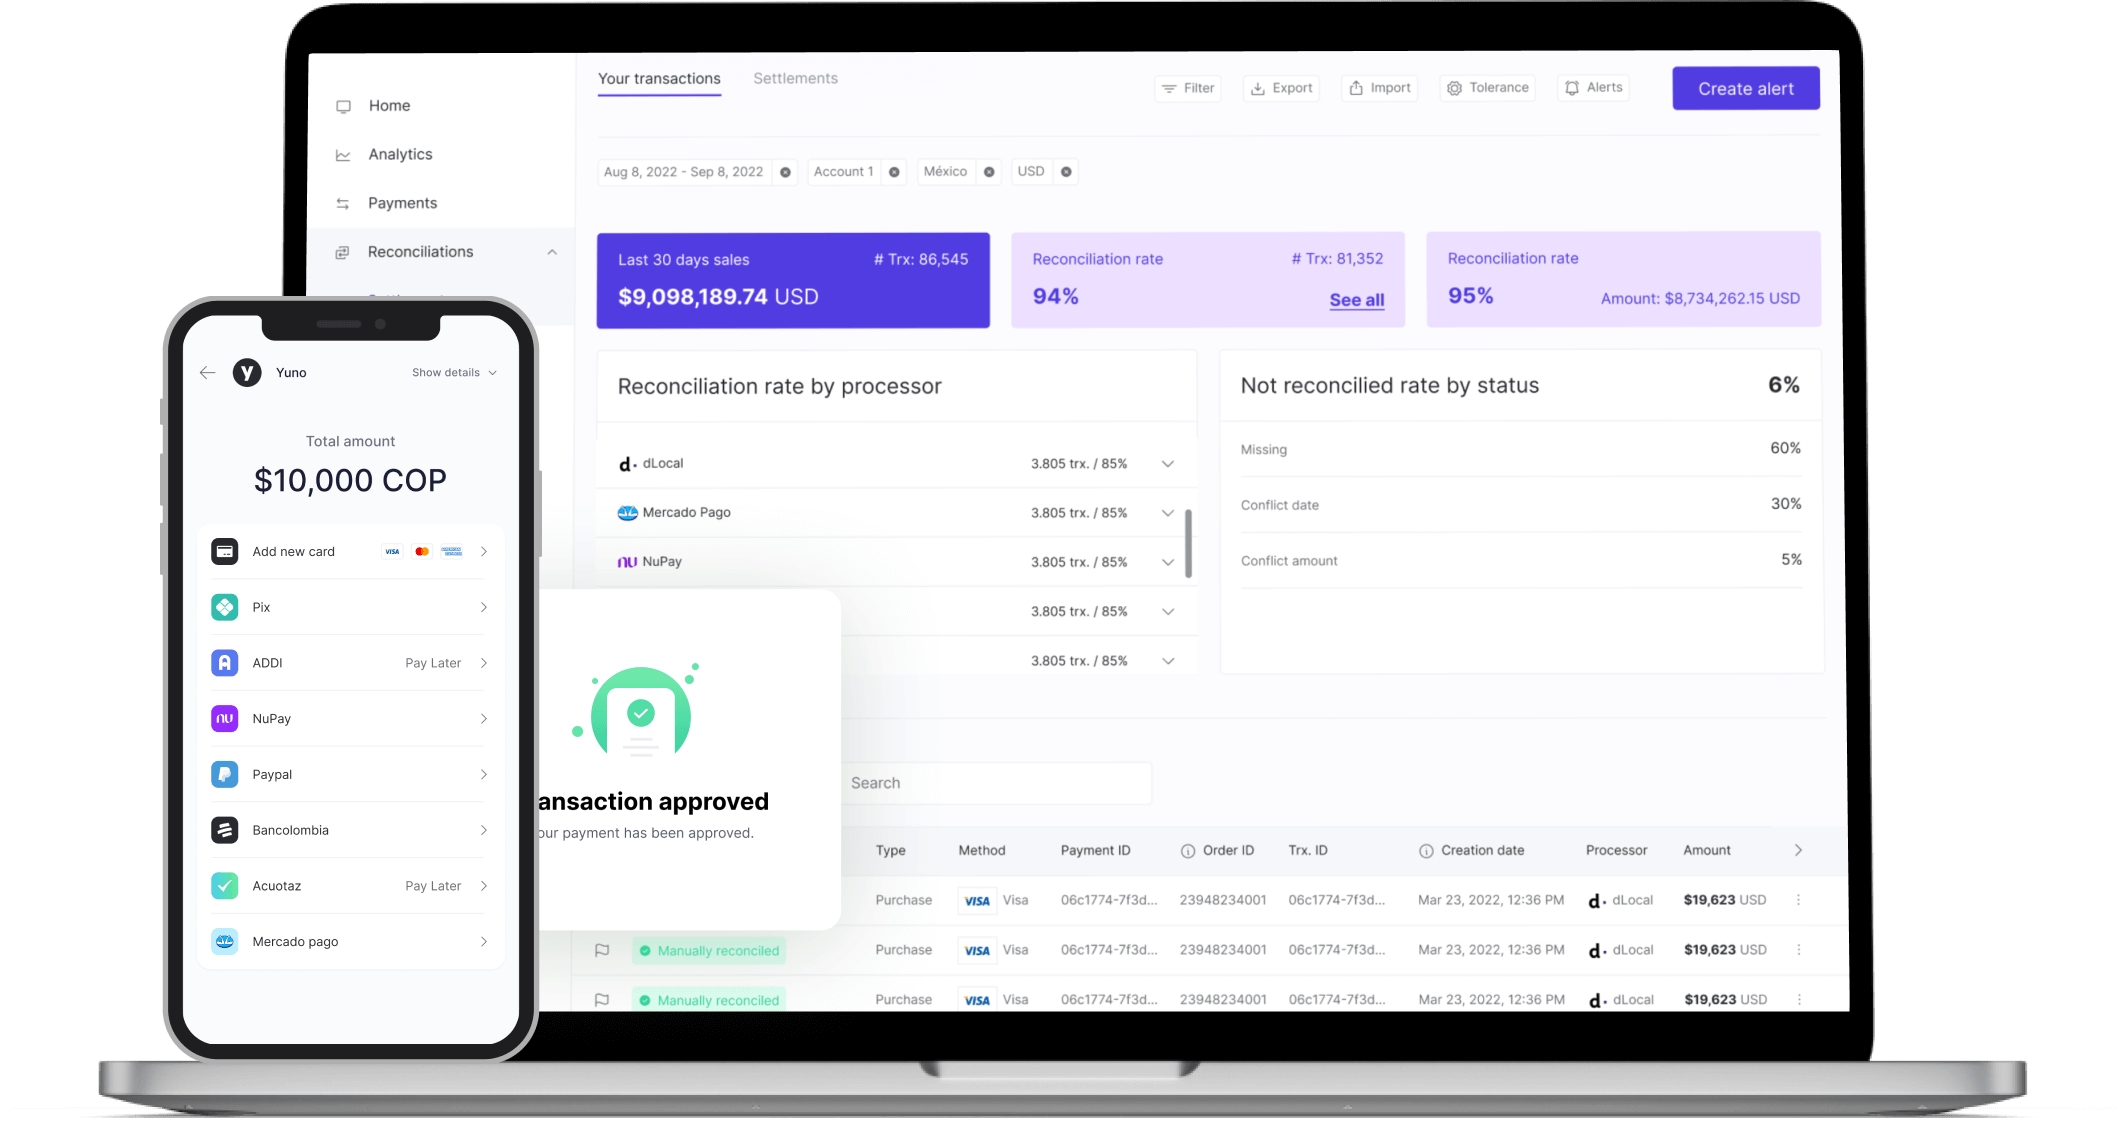 Home
Analytics
Payments
Reconciliations
Your transactions
Settlements
Filter
Export
Import
Tolerance
Alerts
Create alert
Aug 8, 2022 - Sep 8, 2022
Account 1
México
USD
Last 30 days sales
# Trx: 86,545
$9,098,189.74 USD
Reconciliation rate
# Trx: 81,352
94%
See all
Reconciliation rate
95%
Amount: $8,734,262.15 USD
Reconciliation rate by processor
d. dLocal 3.805 trx. / 85%
Mercado Pago 3.805 trx. / 85%
nu NuPay 3.805 trx. / 85%
3.805 trx. / 85%
3.805 trx. / 85%
Not reconcilied rate by status 6%
Missing 60%
Conflict date 30%
Conflict amount 5%
Search
Type Method Payment ID Order ID Trx. ID Creation date Processor Amount
Purchase VISA Visa 06c1774-7f3d... 23948234001 06c1774-7f3d... Mar 23, 2022, 12:36 PM d. dLocal $19,623 USD
Manually reconciled Purchase VISA Visa 06c1774-7f3d... 23948234001 06c1774-7f3d... Mar 23, 2022, 12:36 PM d. dLocal $19,623 USD
Manually reconciled Purchase VISA Visa 06c1774-7f3d... 23948234001 06c1774-7f3d... Mar 23, 2022, 12:36 PM d. dLocal $19,623 USD
ansaction approved
our payment has been approved.
y Yuno
Show details
Total amount
$10,000 COP
Add new card VISA
Pix
A ADDI Pay Later
nu NuPay
P Paypal
Bancolombia
Acuotaz Pay Later
Mercado pago